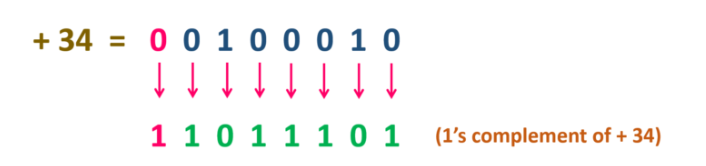 + 34 = 0 0 1 0 0 0 1 0
1 1 0 1 1 1 0 1 (1's complement of + 34)